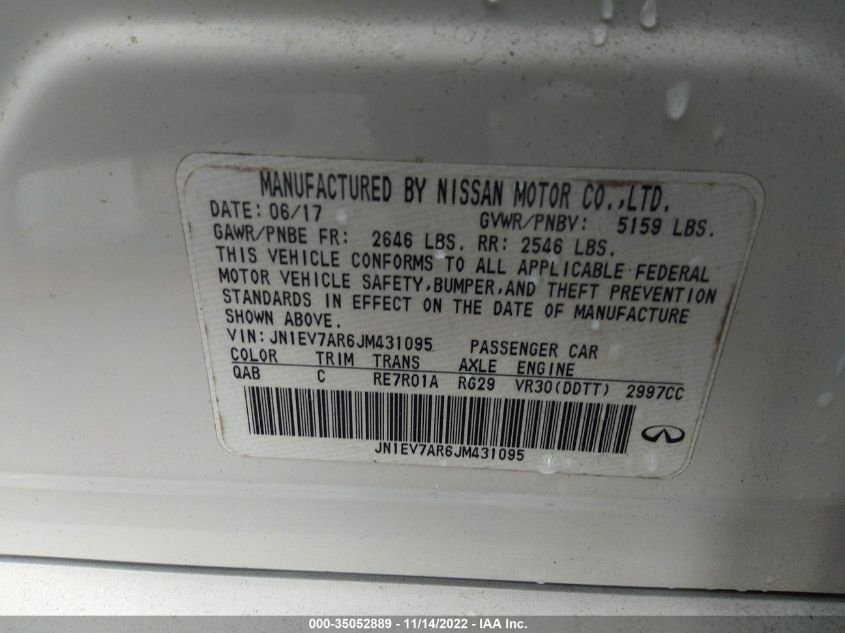 MANUFACTURED BY NISSAN MOTOR CO.,LTD.
DATE: 06/17 GVWR/PNBV: 5159 LBS.
GAWR/PNBE FR: 2646 LBS. RR: 2546 LBS.
THIS VEHICLE CONFORMS TO ALL APPLICABLE FEDERAL
MOTOR VEHICLE SAFETY,BUMPER,AND THEFT PREVENTION
STANDARDS IN EFFECT ON THE DATE OF MANUFACTURE
SHOWN ABOVE.
VIN:JN1EV7AR6JM431095 PASSENGER CAR
COLOR TRIM TRANS AXLE ENGINE
QAB C RE7R01A RG29 VR30(DDTT) 2997CC
JN1EV7AR6JM431095
000-35052889 - 11/14/2022 - IAA Inc.